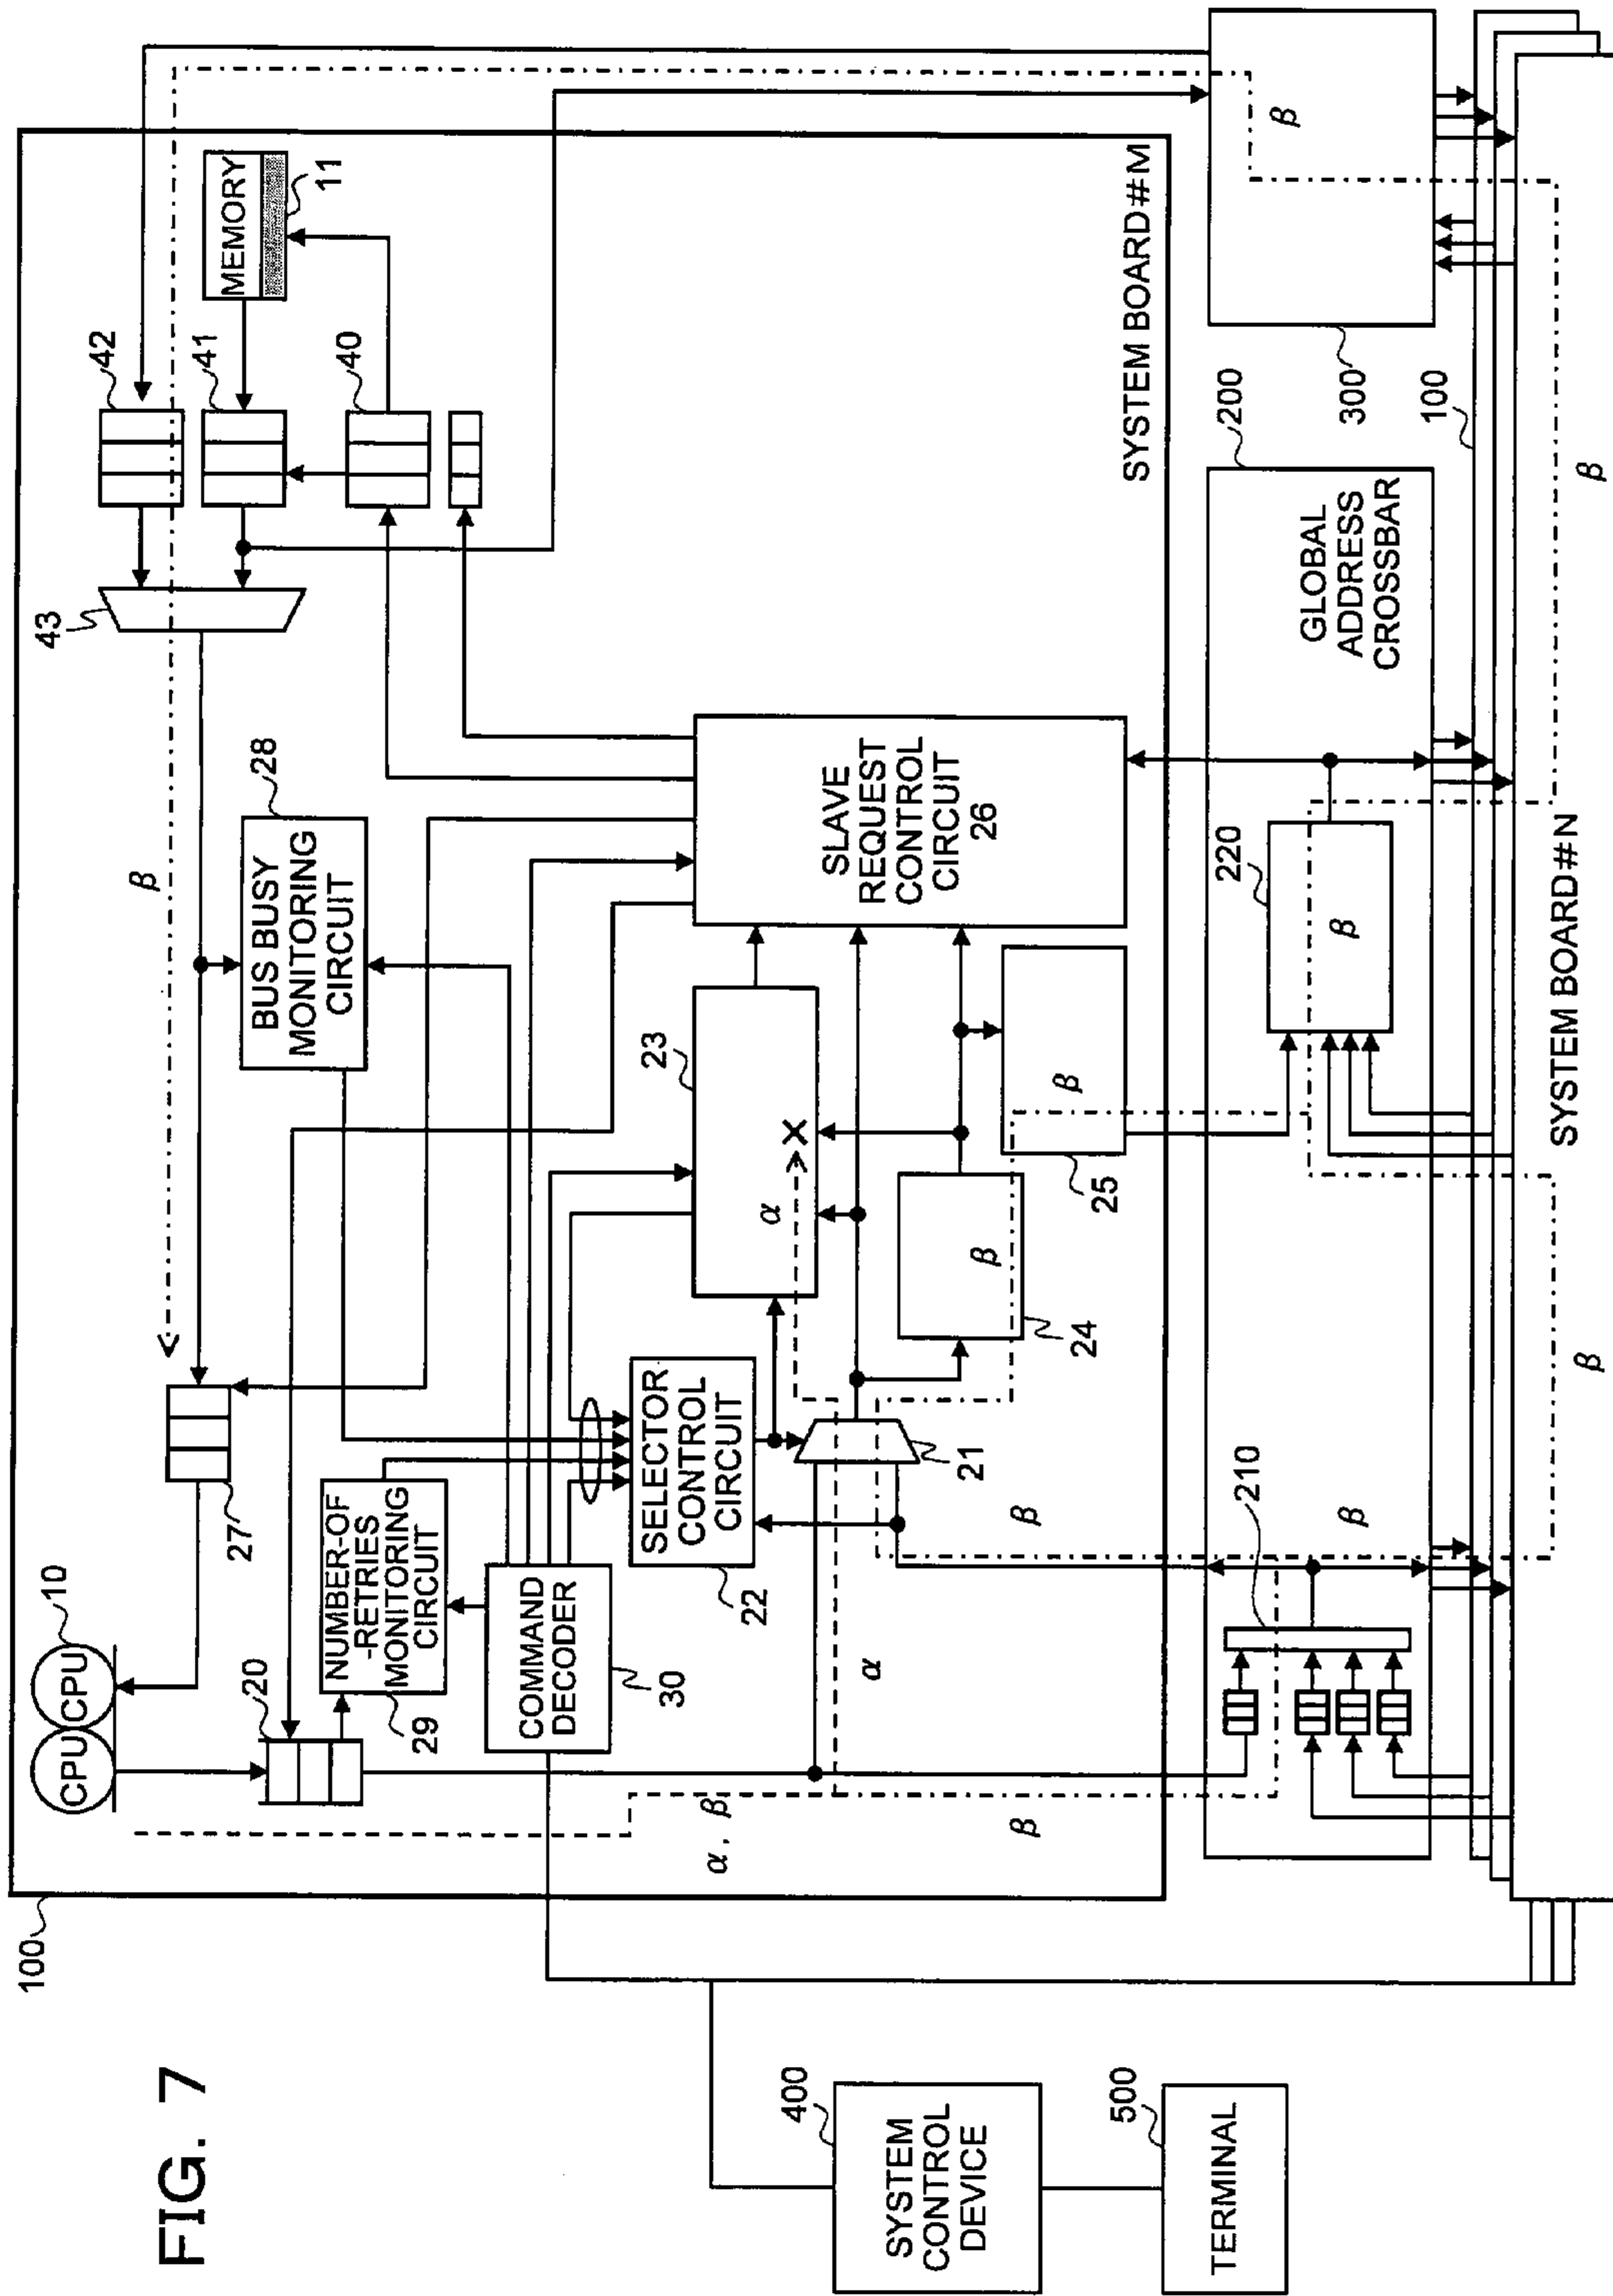 FIG. 7
100
10
CPU
CPU
20
27
NUMBER-OF
-RETRIES
MONITORING
CIRCUIT
29
COMMAND
DECODER
30
β
BUS BUSY
MONITORING
CIRCUIT
28
43
42
41
40
MEMORY
11
SELECTOR
CONTROL
CIRCUIT
22
21
23
α
X
β
24
β
25
SLAVE
REQUEST
CONTROL
CIRCUIT
26
α, β
α
β
β
SYSTEM BOARD#M
400
SYSTEM
CONTROL
DEVICE
500
TERMINAL
210
β
220
β
GLOBAL
ADDRESS
CROSSBAR
200
300
β
100
β
SYSTEM BOARD#N
β